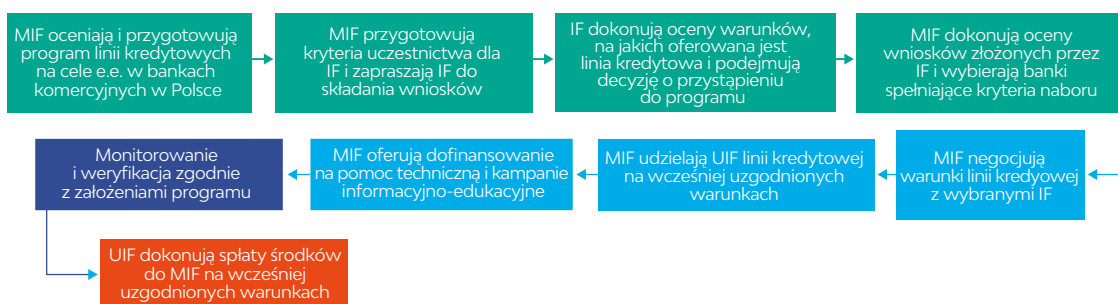 MIF oceniają i przygotowują
program linii kredytowych
na cele e.e. w bankach
komercyjnych w Polsce
MIF przygotowują
kryteria uczestnictwa dla
IF i zapraszają IF do
składania wniosków
IF dokonują oceny warunków,
na jakich oferowana jest
linia kredytowa i podejmują
decyzję o przystąpieniu
do programu
MIF dokonują oceny
wniosków złożonych przez
IF i wybierają banki
spełniające kryteria naboru
MIF negocjują
warunki linii kredyowej
z wybranymi IF
MIF udzielają UIF linii kredytowej
na wcześniej uzgodnionych
warunkach
MIF oferują dofinansowanie
na pomoc techniczną i kampanie
informacyjno-edukacyjne
Monitorowanie
i weryfikacja zgodnie
z założeniami programu
UIF dokonują spłaty środków
do MIF na wcześniej
uzgodnionych warunkach